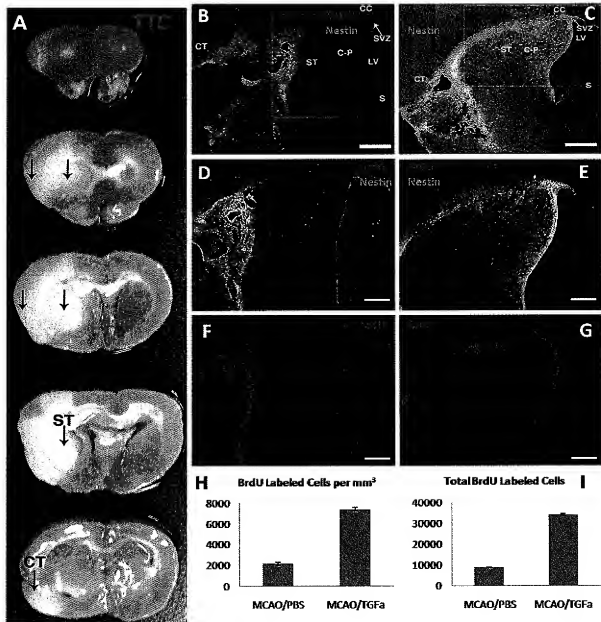 A
TTC
ST
CT
B
Nestin
CC
SVZ
CT
C-P
ST
LV
S
C
Nestin
CC
SVZ
LV
ST
C-P
CT
S
D
Nestin
E
Nestin
F
G
H
BrdU Labeled Cells per mm³
8000
6000
4000
2000
0
MCAO/PBS
MCAO/TGFa
I
Total BrdU Labeled Cells
40000
30000
20000
10000
0
MCAO/PBS
MCAO/TGFa